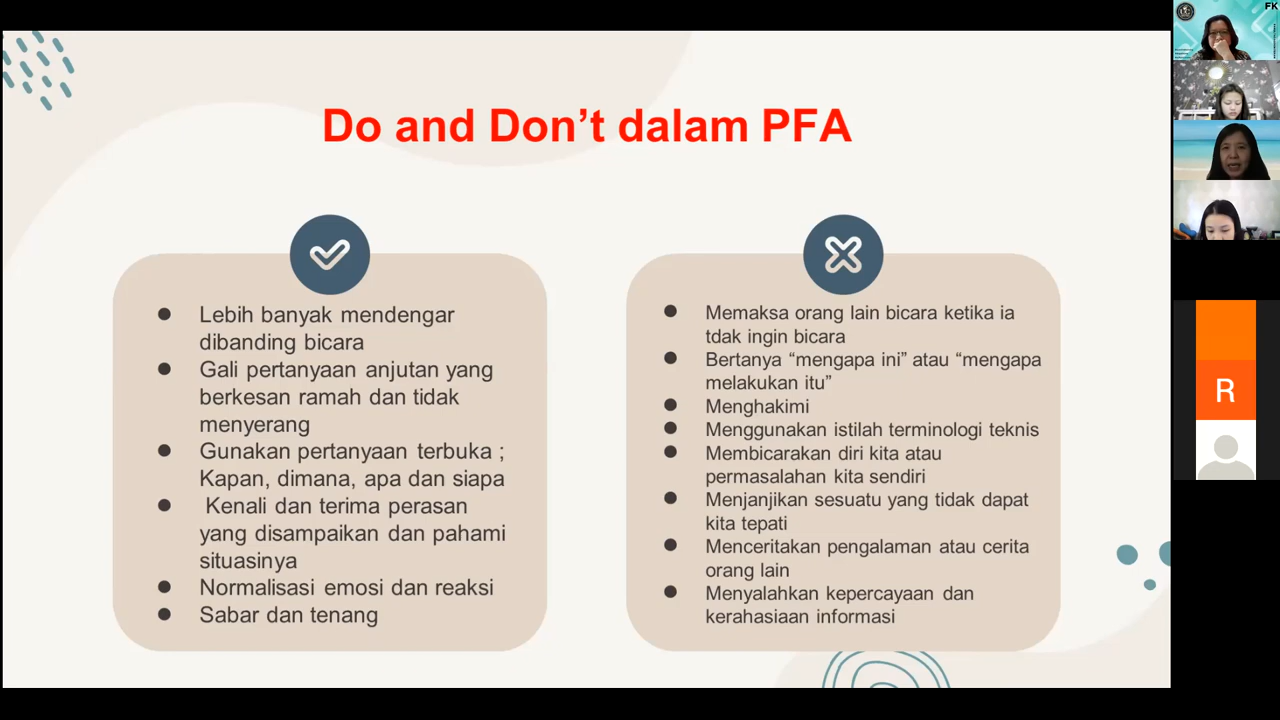 Do and Don't dalam PFA
● Lebih banyak mendengar
dibanding bicara
● Gali pertanyaan anjutan yang
berkesan ramah dan tidak
menyerang
● Gunakan pertanyaan terbuka ;
Kapan, dimana, apa dan siapa
● Kenali dan terima perasan
yang disampaikan dan pahami
situasinya
● Normalisasi emosi dan reaksi
● Sabar dan tenang
● Memaksa orang lain bicara ketika ia
tdak ingin bicara
● Bertanya “mengapa ini” atau “mengapa
melakukan itu”
● Menghakimi
● Menggunakan istilah terminologi teknis
● Membicarakan diri kita atau
permasalahan kita sendiri
● Menjanjikan sesuatu yang tidak dapat
kita tepati
● Menceritakan pengalaman atau cerita
orang lain
● Menyalahkan kepercayaan dan
kerahasiaan informasi
FK
R